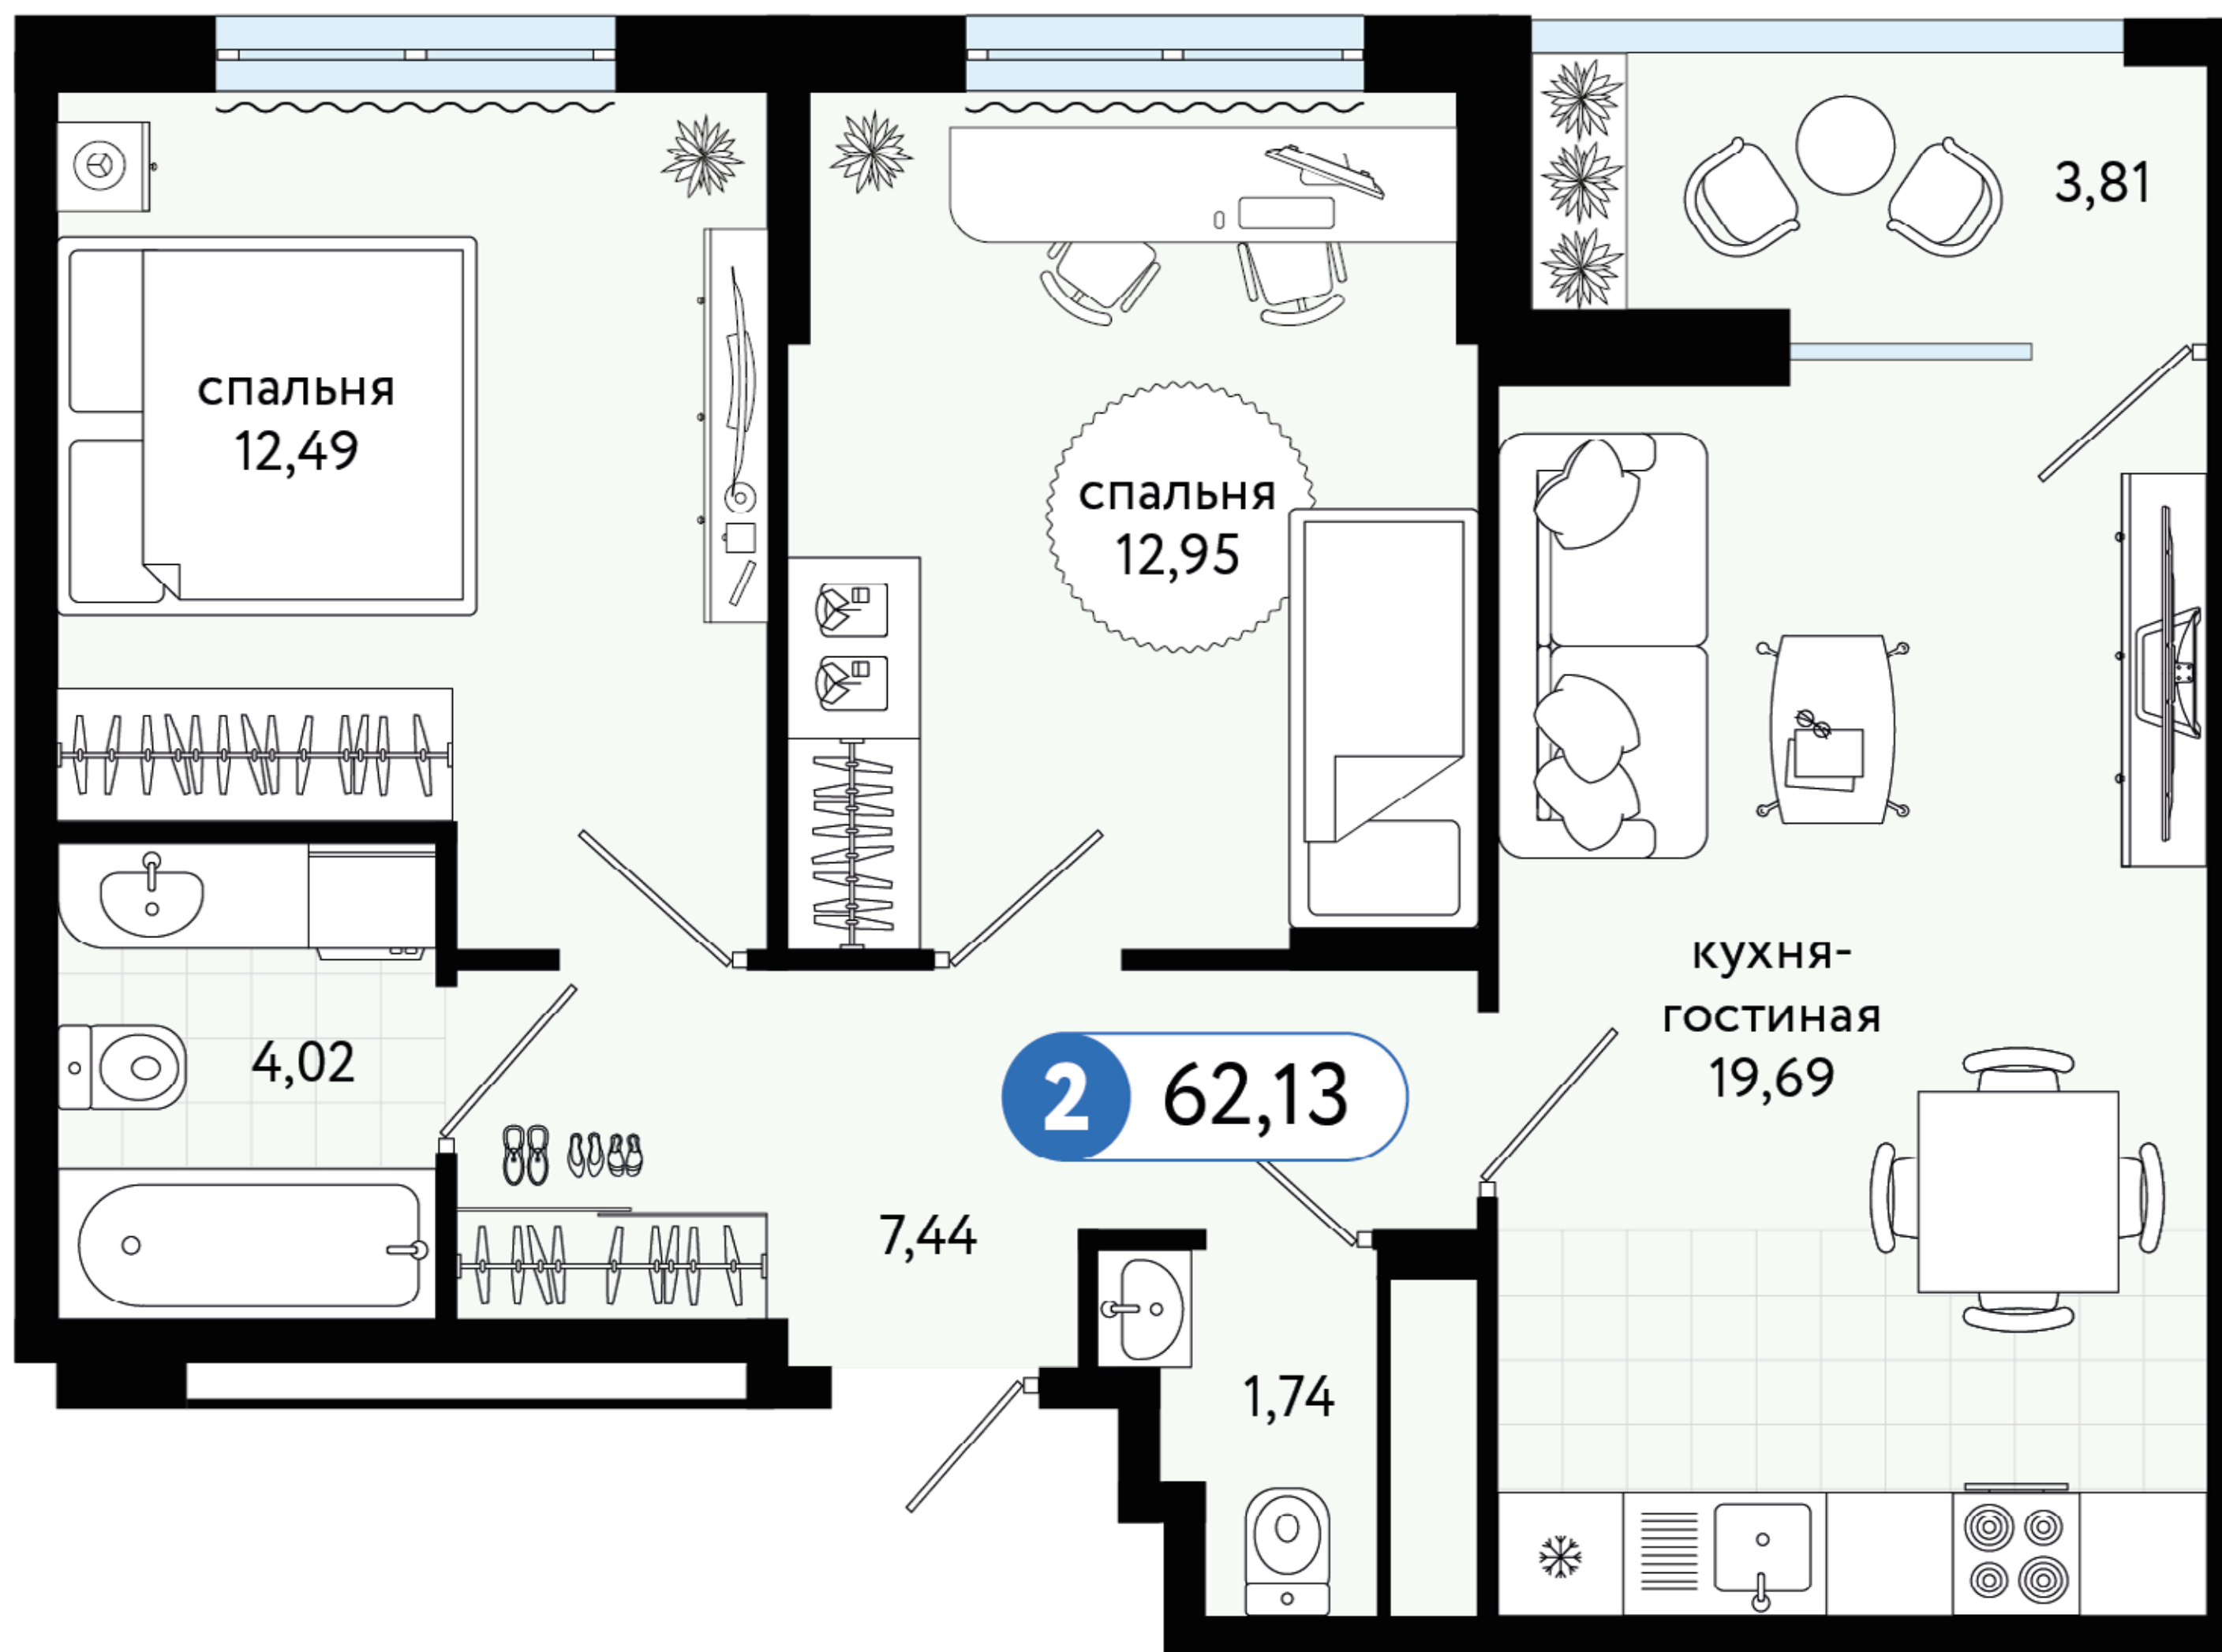 3,81
спальня
12,49
спальня
12,95
кухня-
гостиная
19,69
4,02
2 62,13
7,44
1,74